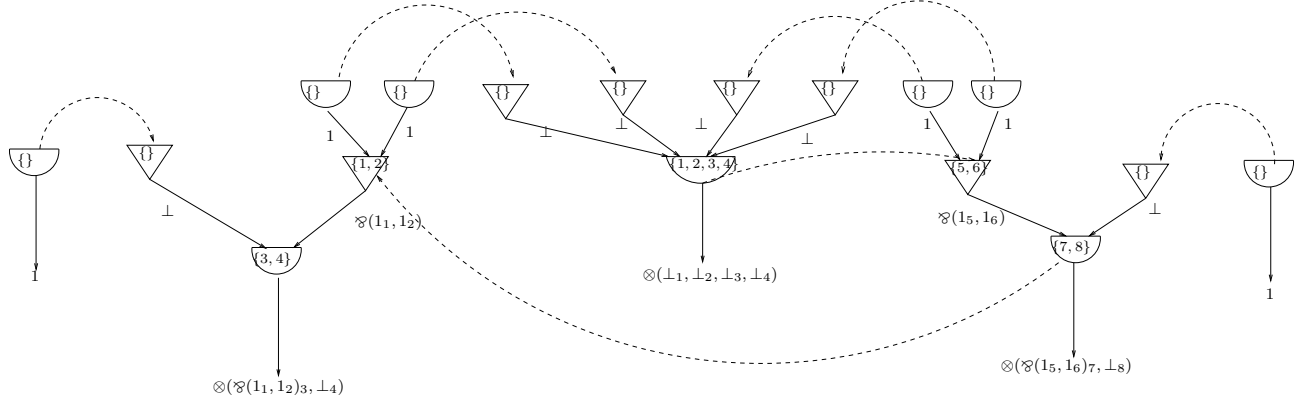 {} {} {} {} {} {} {} {}
1 1 ⊥ ⊥ ⊥ ⊥ 1 1
{} {} {1, 2} {1, 2, 3, 4} {5, 6} {} {}
⊥ ⅋(1₁, 1₂) ⅋(1₅, 1₆) ⊥
{3, 4} {7, 8}
1 ⊗(⊥₁, ⊥₂, ⊥₃, ⊥₄) 1
⊗(⅋(1₁, 1₂)₃, ⊥₄) ⊗(⅋(1₅, 1₆)₇, ⊥₈)